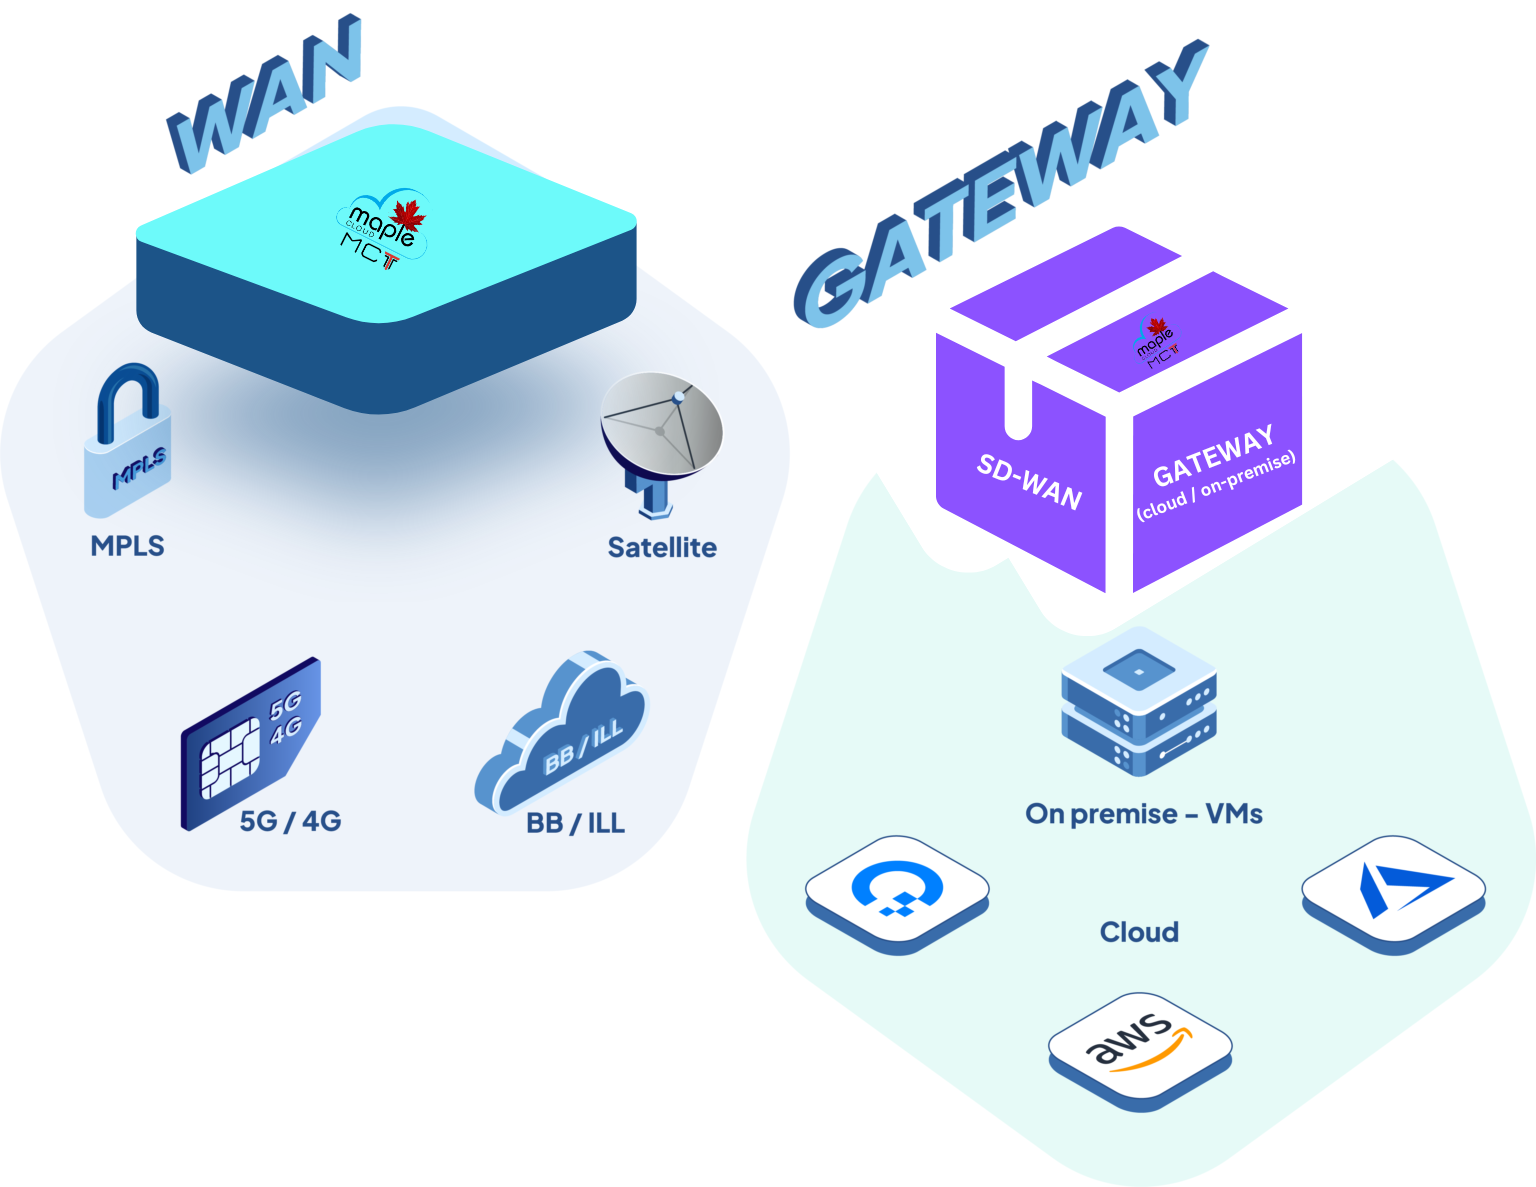 WAN
maple
CLOUD
MCT
MPLS
MPLS
Satellite
5G
4G
5G / 4G
BB / ILL
BB / ILL
GATEWAY
maple
MCT
SD-WAN
GATEWAY
(cloud / on-premise)
On premise – VMs
Cloud
aws